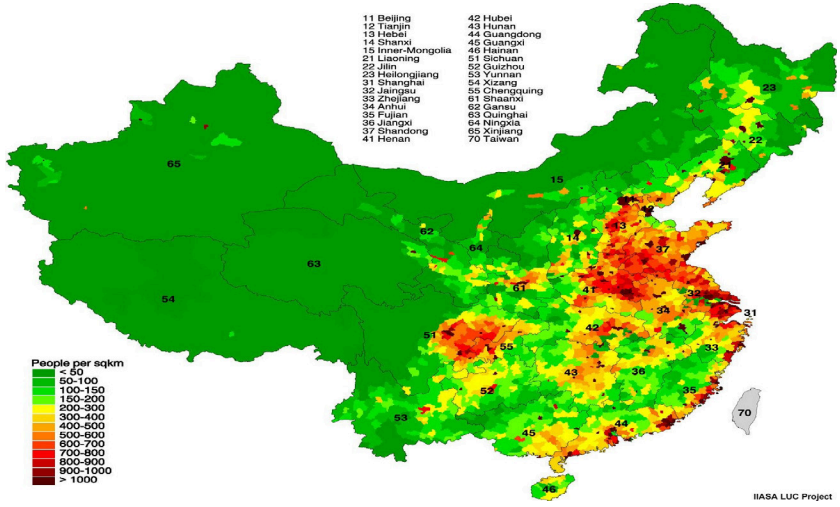 11 Beijing
12 Tianjin
13 Hebei
14 Shanxi
15 Inner-Mongolia
21 Liaoning
22 Jilin
23 Heilongjiang
31 Shanghai
32 Jaingsu
33 Zhejiang
34 Anhui
35 Fujian
36 Jiangxi
37 Shandong
41 Henan
42 Hubei
43 Hunan
44 Guangdong
45 Guangxi
46 Hainan
51 Sichuan
52 Guizhou
53 Yunnan
54 Xizang
55 Chengquing
61 Shaanxi
62 Gansu
63 Quinghai
64 Ningxia
65 Xinjiang
70 Taiwan
23
22
65
15
12
13
14
62
64
37
63
61
41
32
54
34
31
42
51
55
33
43
36
52
35
53
70
44
45
46
People per sqkm
< 50
50-100
100-150
150-200
200-300
300-400
400-500
500-600
600-700
700-800
800-900
900-1000
> 1000
IIASA LUC Project